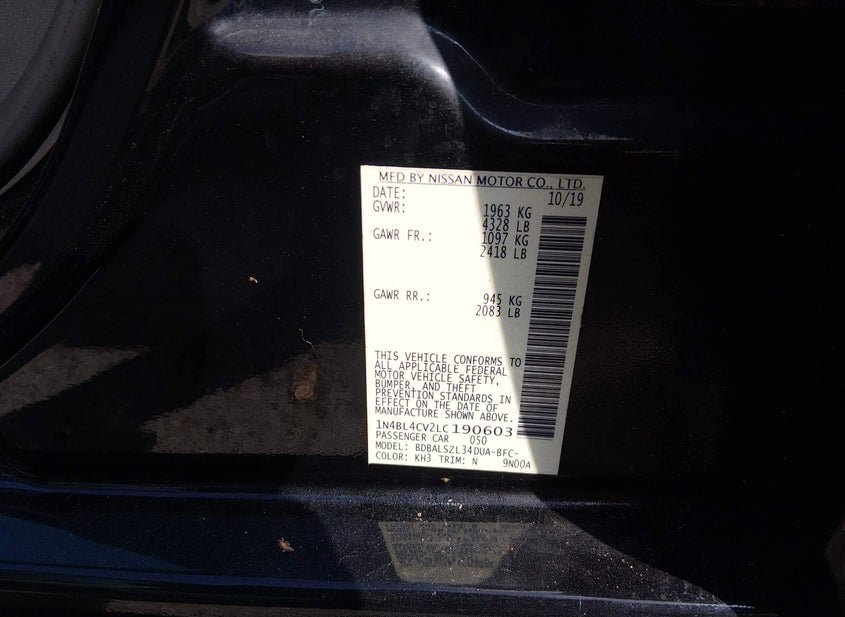 MFD BY NISSAN MOTOR CO., LTD.
DATE: 10/19
GVWR: 1963 KG
4328 LB
GAWR FR.: 1097 KG
2418 LB
GAWR RR.: 945 KG
2083 LB
THIS VEHICLE CONFORMS TO
ALL APPLICABLE FEDERAL
MOTOR VEHICLE SAFETY,
BUMPER, AND THEFT
PREVENTION STANDARDS IN
EFFECT ON THE DATE OF
MANUFACTURE SHOWN ABOVE.
1N4BL4CV2LC190603
PASSENGER CAR 050
MODEL: BDBALSZL34DUA-BFC-
COLOR: KH3 TRIM: N 9N00A